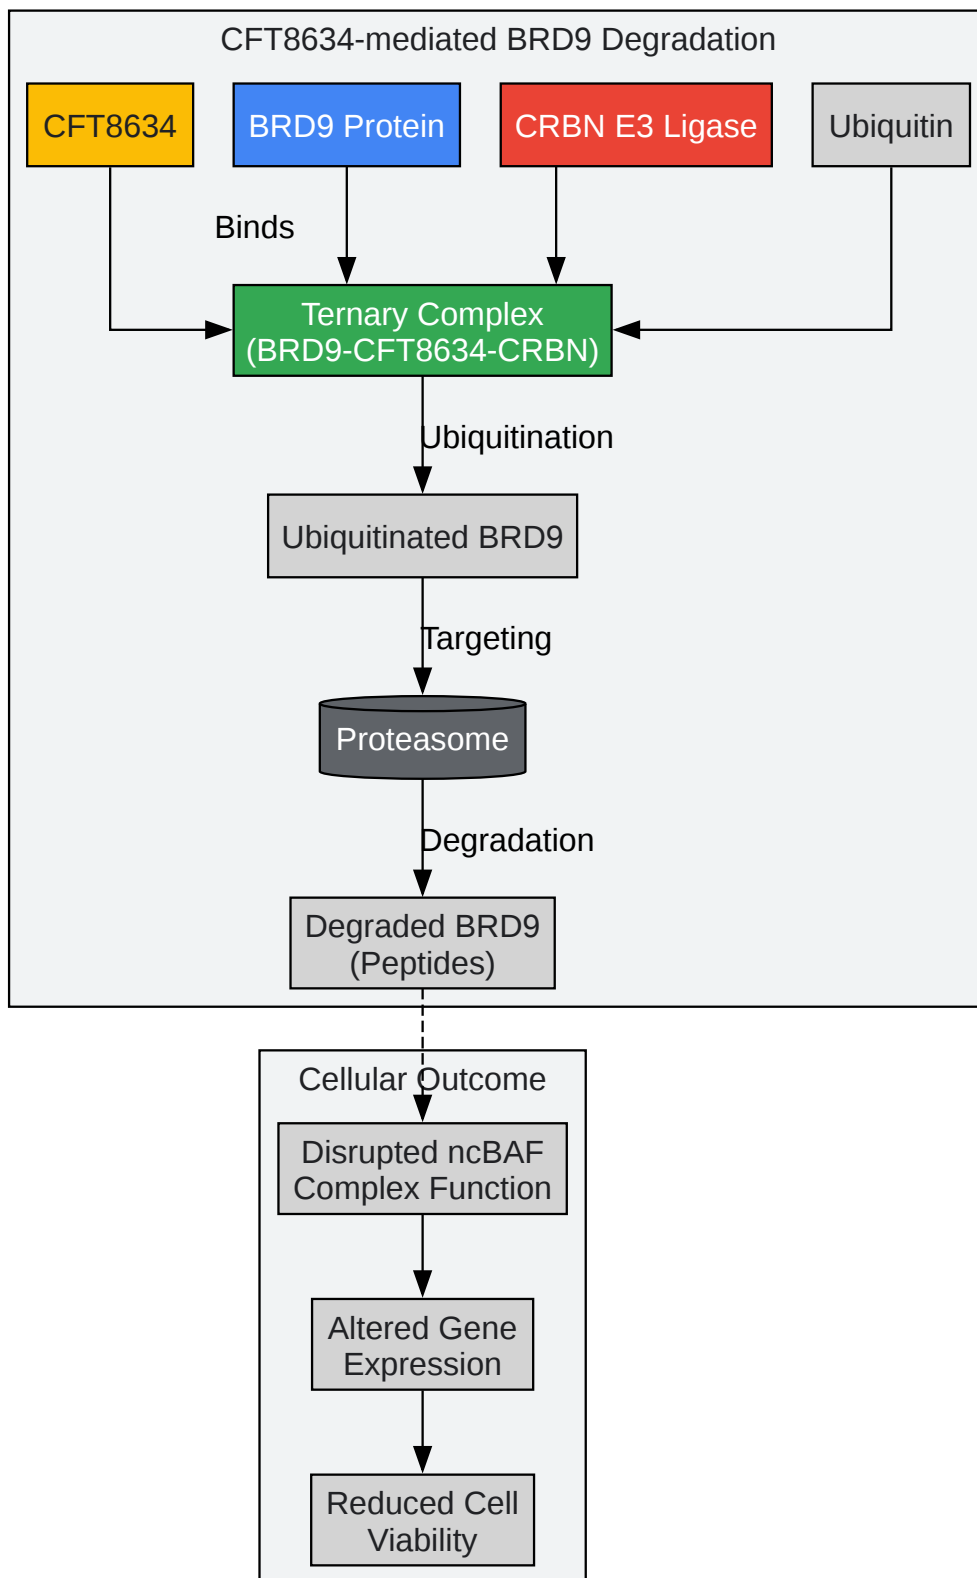 CFT8634-mediated BRD9 Degradation
CFT8634
BRD9 Protein
CRBN E3 Ligase
Ubiquitin
Binds
Ternary Complex
(BRD9-CFT8634-CRBN)
Ubiquitination
Ubiquitinated BRD9
Targeting
Proteasome
Degradation
Degraded BRD9
(Peptides)
Cellular Outcome
Disrupted ncBAF
Complex Function
Altered Gene
Expression
Reduced Cell
Viability